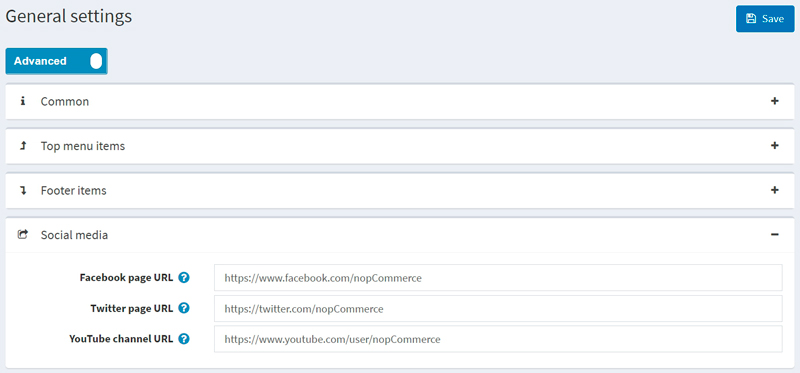 General settings
Save
Advanced
Common
Top menu items
Footer items
Social media
Facebook page URL ? https://www.facebook.com/nopCommerce
Twitter page URL ? https://twitter.com/nopCommerce
YouTube channel URL ? https://www.youtube.com/user/nopCommerce